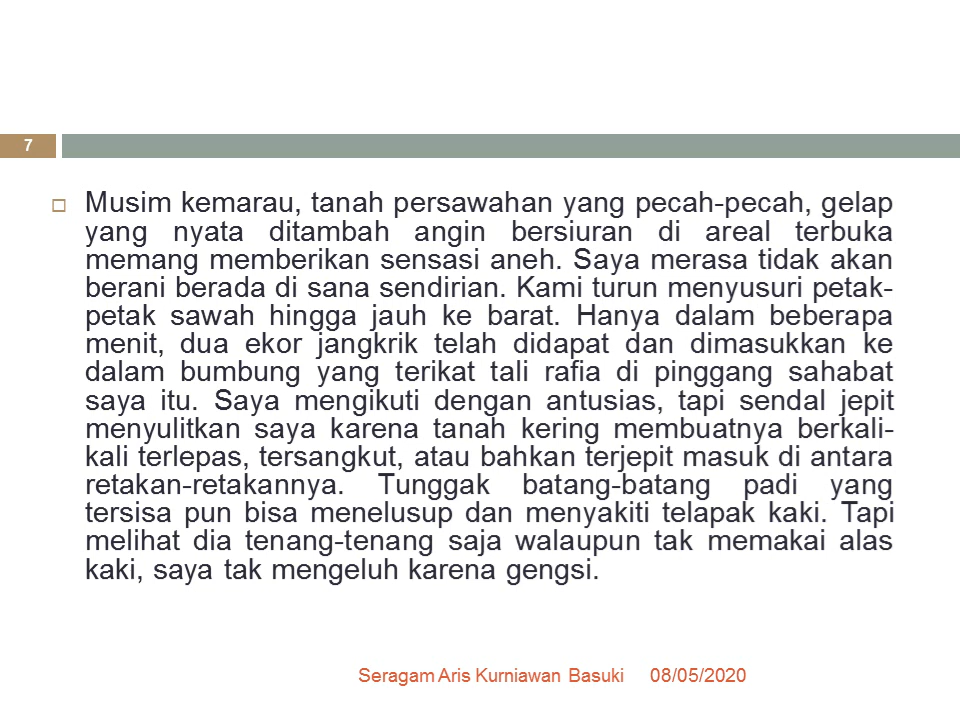 7
Musim kemarau, tanah persawahan yang pecah-pecah, gelap
yang nyata ditambah angin bersiuran di areal terbuka
memang memberikan sensasi aneh. Saya merasa tidak akan
berani berada di sana sendirian. Kami turun menyusuri petak-
petak sawah hingga jauh ke barat. Hanya dalam beberapa
menit, dua ekor jangkrik telah didapat dan dimasukkan ke
dalam bumbung yang terikat tali rafia di pinggang sahabat
saya itu. Saya mengikuti dengan antusias, tapi sendal jepit
menyulitkan saya karena tanah kering membuatnya berkali-
kali terlepas, tersangkut, atau bahkan terjepit masuk di antara
retakan-retakannya. Tunggak batang-batang padi yang
tersisa pun bisa menelusup dan menyakiti telapak kaki. Tapi
melihat dia tenang-tenang saja walaupun tak memakai alas
kaki, saya tak mengeluh karena gengsi.
Seragam Aris Kurniawan Basuki 08/05/2020